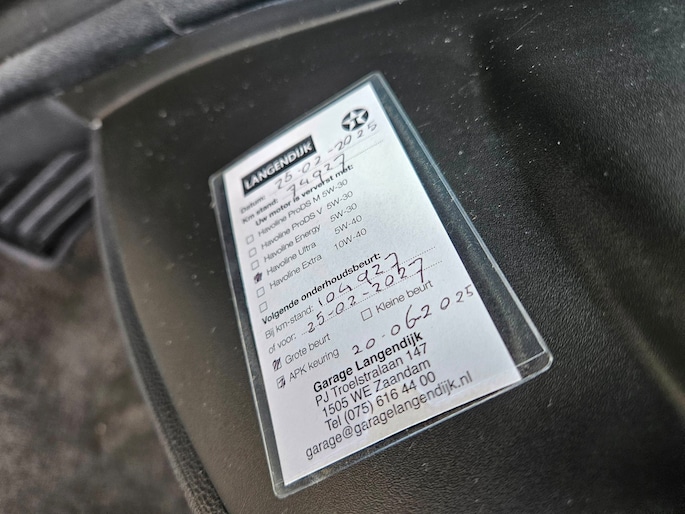 LANGENDIJK
Datum: 25-02-2025
Km stand: 74927
Uw motor is ververst met:
Havoline ProDS M 5W-30
Havoline ProDS V 5W-30
Havoline Energy 5W-30
Havoline Ultra 5W-40
Havoline Extra 10W-40
Volgende onderhoudsbeurt:
Bij km-stand: 104927
of voor: 25-02-2027
Grote beurt Kleine beurt
APK keuring 20-06-2025
Garage Langendijk
PJ Troelstralaan 147
1505 WE Zaandam
Tel (075) 616 44 00
garage@garagelangendijk.nl